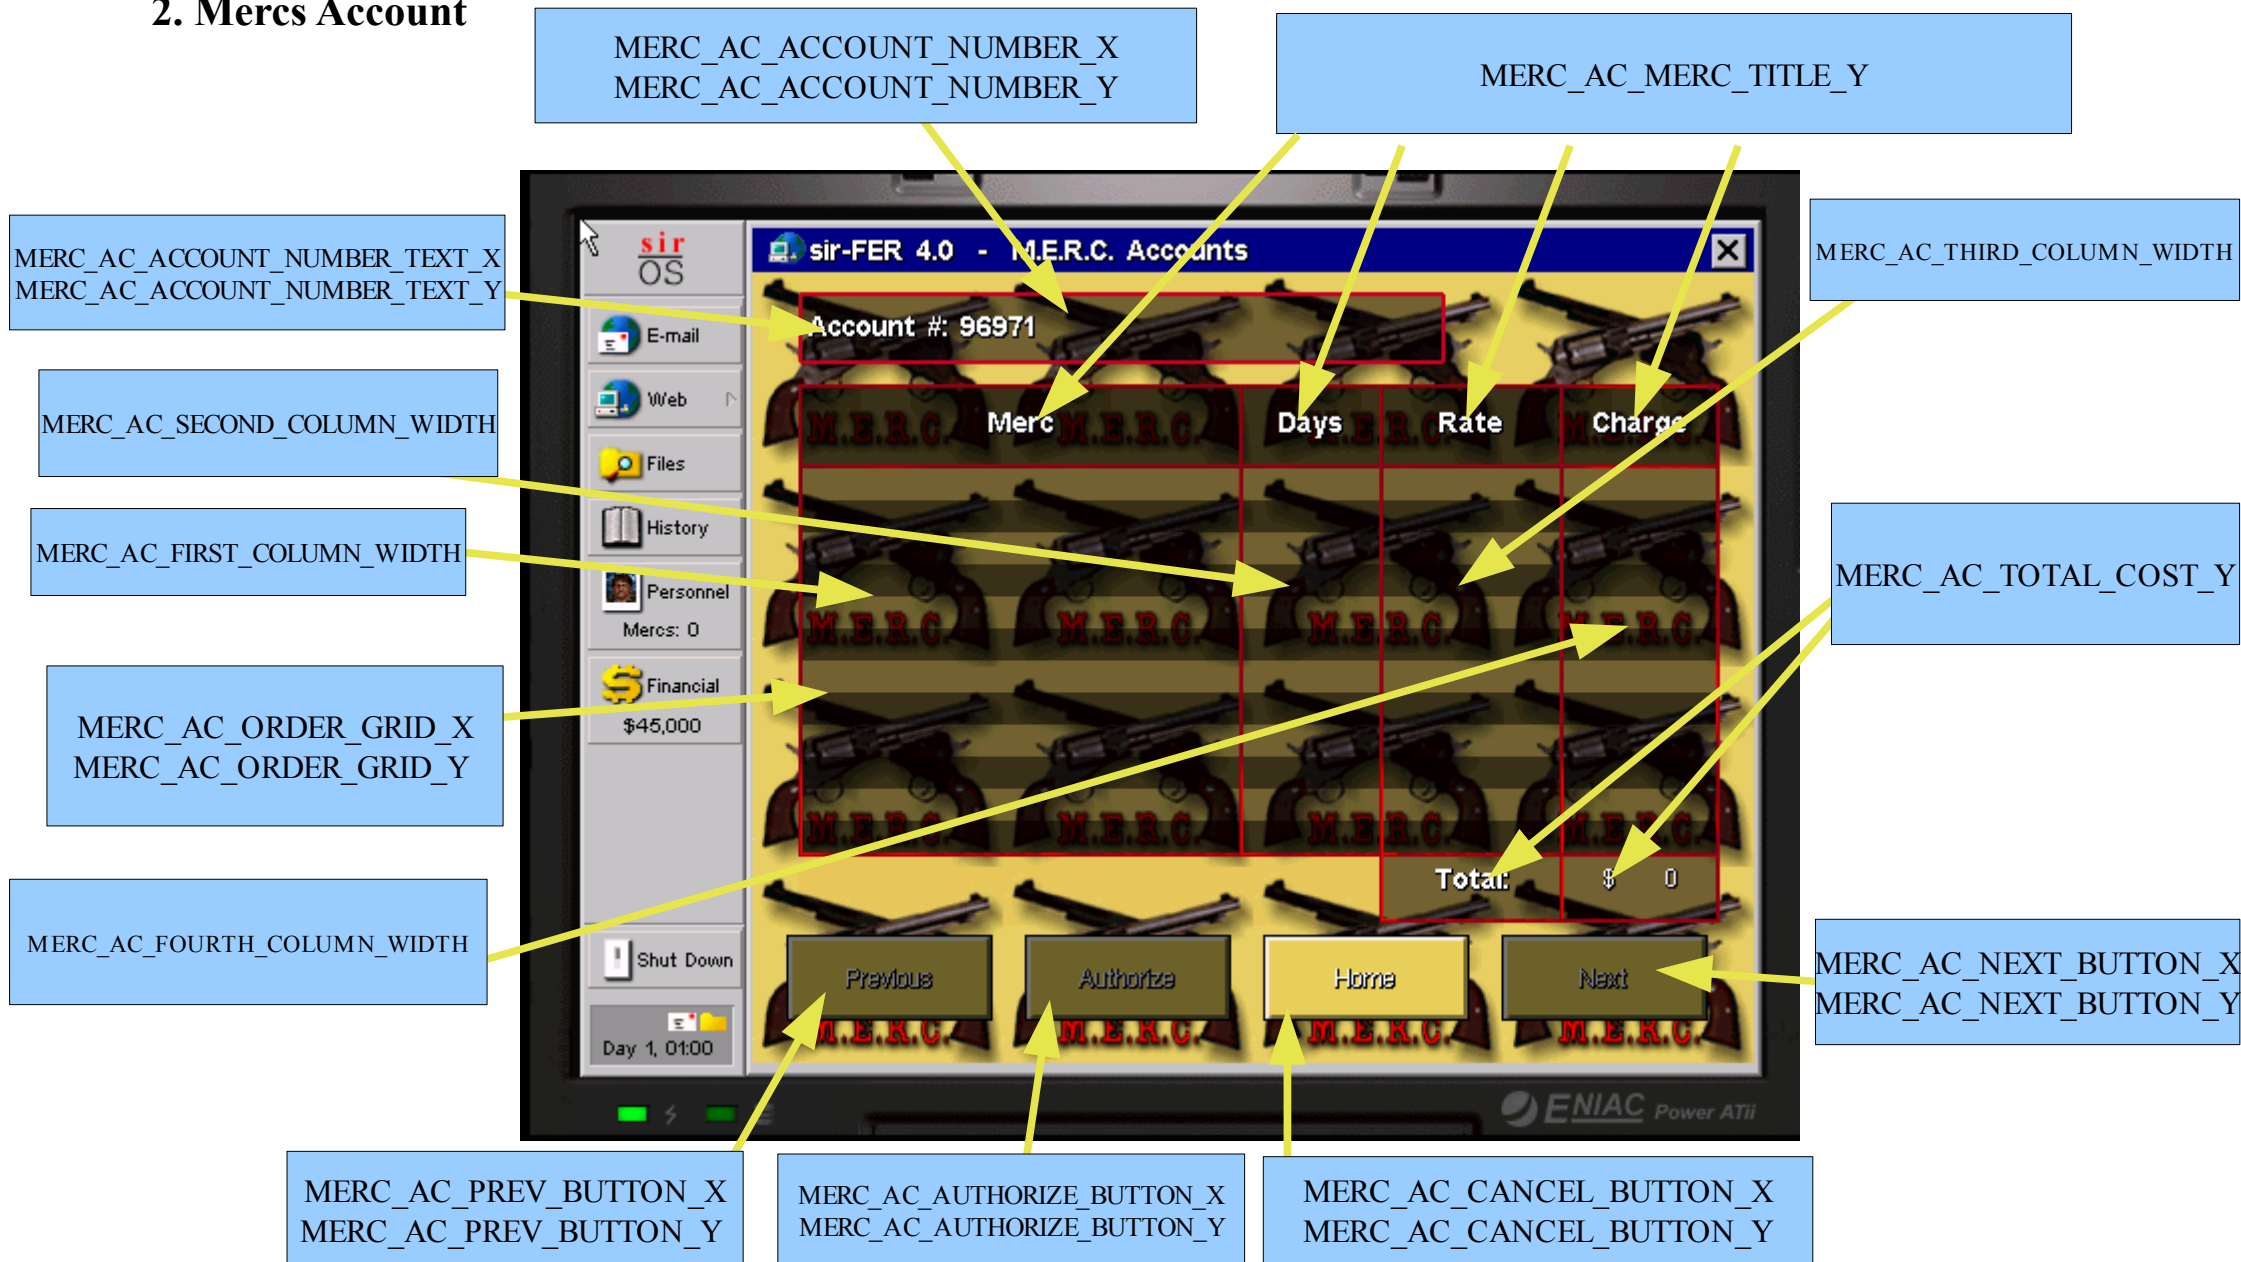 2. Mercs Account
MERC_AC_ACCOUNT_NUMBER_X
MERC_AC_ACCOUNT_NUMBER_Y
MERC_AC_MERC_TITLE_Y
MERC_AC_ACCOUNT_NUMBER_TEXT_X
MERC_AC_ACCOUNT_NUMBER_TEXT_Y
MERC_AC_THIRD_COLUMN_WIDTH
MERC_AC_SECOND_COLUMN_WIDTH
MERC_AC_FIRST_COLUMN_WIDTH
MERC_AC_TOTAL_COST_Y
MERC_AC_ORDER_GRID_X
MERC_AC_ORDER_GRID_Y
MERC_AC_FOURTH_COLUMN_WIDTH
MERC_AC_NEXT_BUTTON_X
MERC_AC_NEXT_BUTTON_Y
sir
OS
E-mail
Web
Files
History
Personnel
Mercs: 0
Financial
$45,000
Shut Down
Day 1, 01:00
sir-FER 4.0 - M.E.R.C. Accounts
Account #: 96971
Merc Days Rate Charge
M.E.R.C. M.E.R.C. M.E.R.C. M.E.R.C.
M.E.R.C. M.E.R.C. M.E.R.C. M.E.R.C.
M.E.R.C. M.E.R.C. M.E.R.C. M.E.R.C.
Total: $ 0
Previous Authorize Home Next
M.E.R.C. M.E.R.C. M.E.R.C. M.E.R.C.
ENIAC Power ATii
MERC_AC_PREV_BUTTON_X
MERC_AC_PREV_BUTTON_Y
MERC_AC_AUTHORIZE_BUTTON_X
MERC_AC_AUTHORIZE_BUTTON_Y
MERC_AC_CANCEL_BUTTON_X
MERC_AC_CANCEL_BUTTON_Y